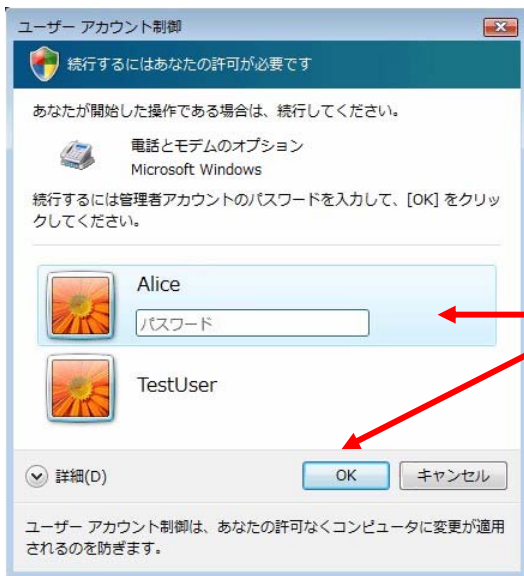 ユーザー アカウント制御
続行するにはあなたの許可が必要です
あなたが開始した操作である場合は、続行してください。
電話とモデムのオプション
Microsoft Windows
続行するには管理者アカウントのパスワードを入力して、[OK] をクリッ
クしてください。
Alice
パスワード
TestUser
詳細(D)
OK
キャンセル
ユーザー アカウント制御は、あなたの許可なくコンピュータに変更が適用
されるのを防ぎます。